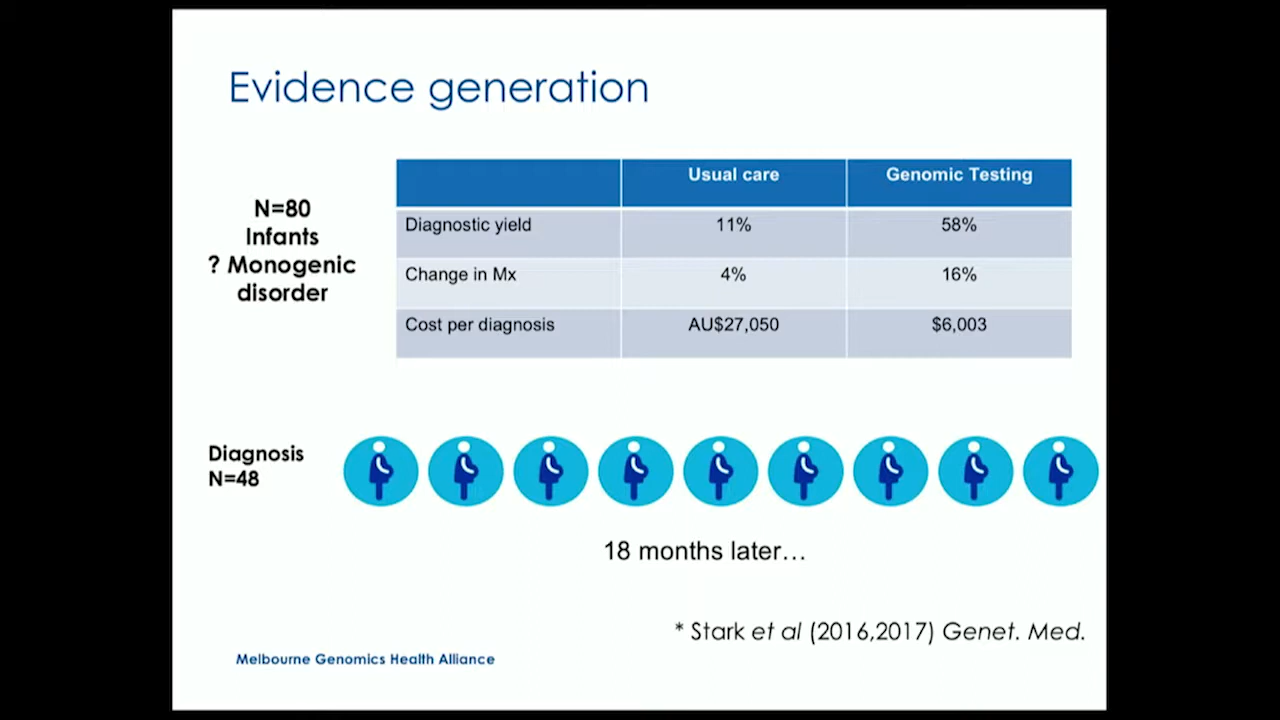 Evidence generation
N=80
Infants
? Monogenic
disorder
Usual care Genomic Testing
Diagnostic yield 11% 58%
Change in Mx 4% 16%
Cost per diagnosis AU$27,050 $6,003
Diagnosis
N=48
18 months later…
* Stark et al (2016,2017) Genet. Med.
Melbourne Genomics Health Alliance